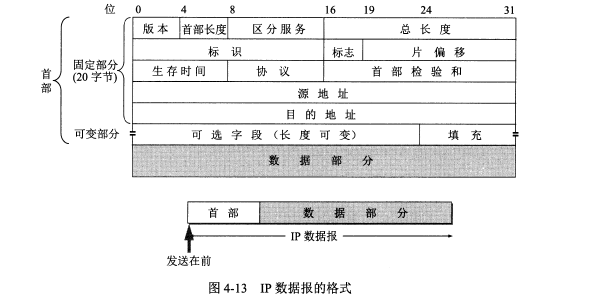 位 0 4 8 16 19 24 31
版本 首部长度 区分服务 总长度
标识 标志 片偏移
生存时间 协议 首部检验和
源地址
目的地址
可选字段（长度可变） 填充
数据部分
首部
固定部分
(20 字节)
可变部分
首部 数据部分
IP 数据报
发送在前
图 4-13 IP 数据报的格式